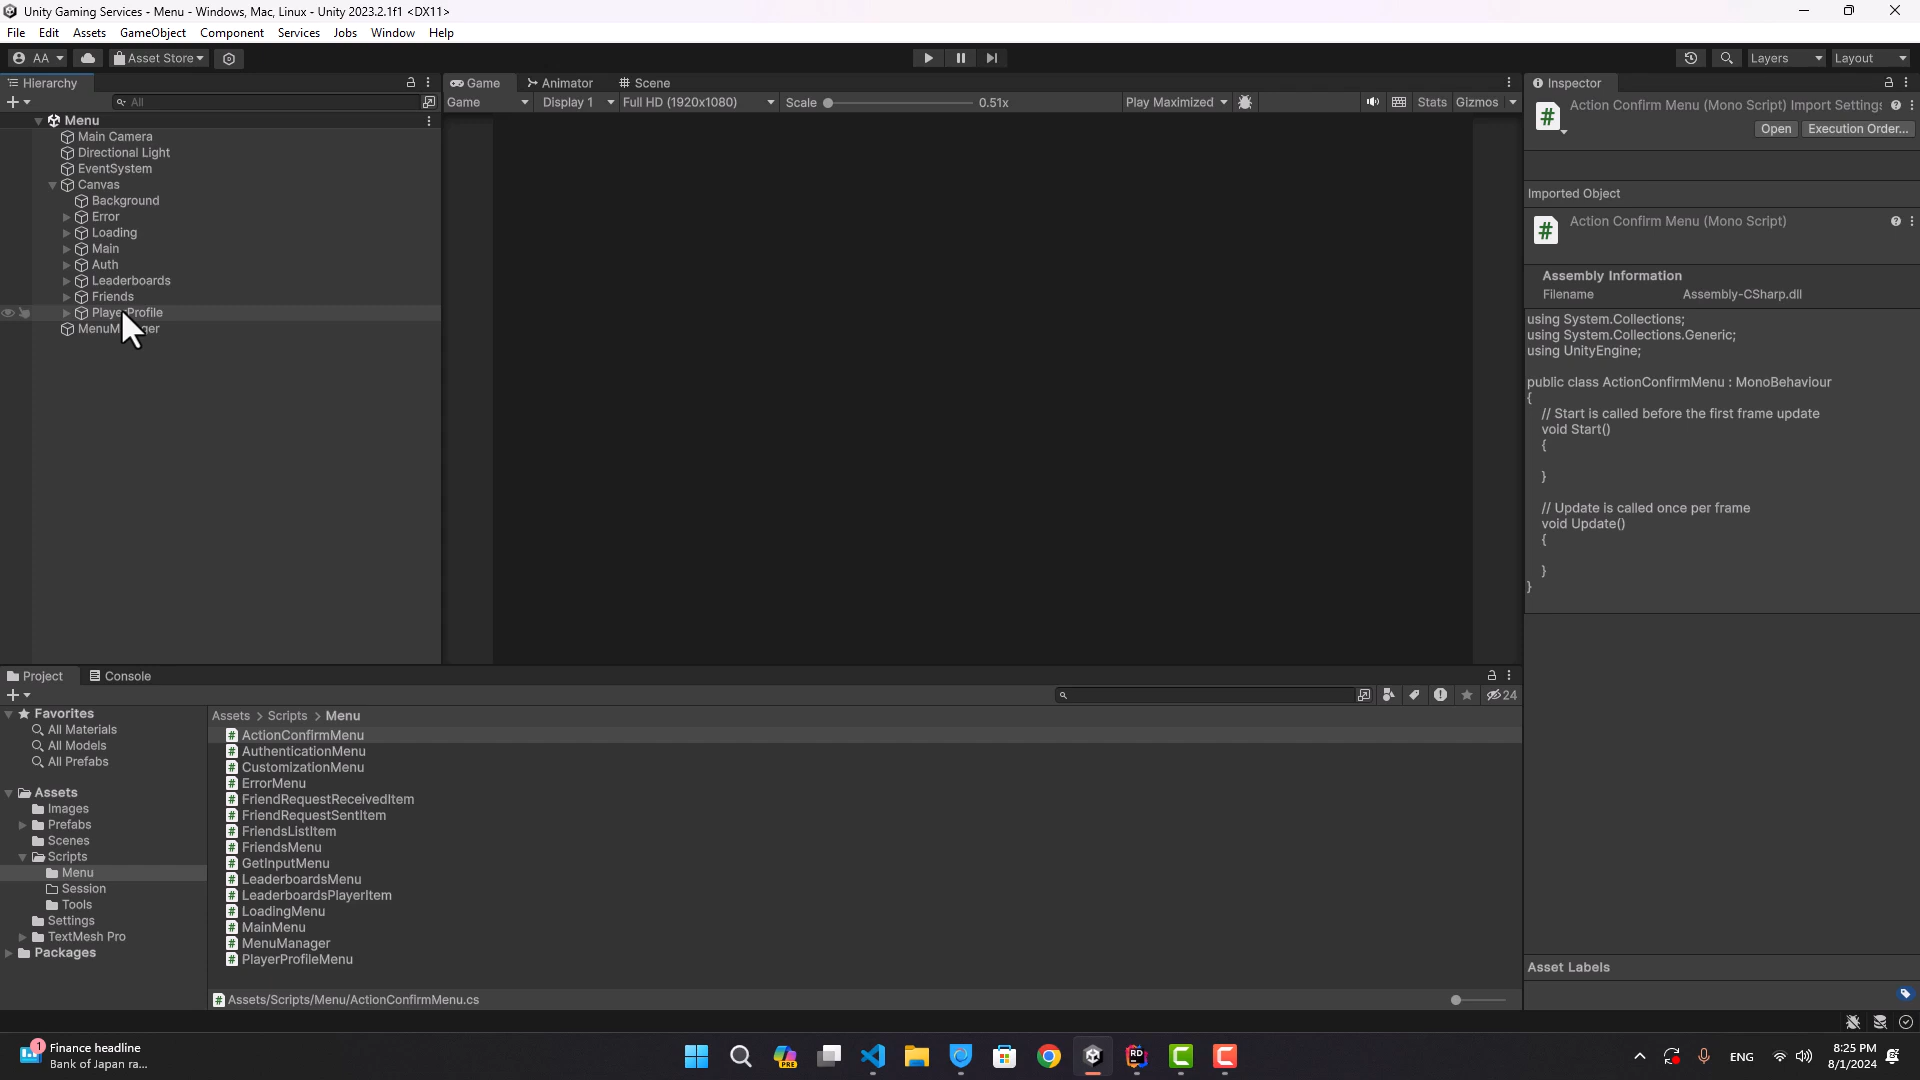 Unity Gaming Services - Menu - Windows, Mac, Linux - Unity 2023.2.1f1 <DX11>
File Edit Assets GameObject Component Services Jobs Window Help
AA Asset Store Layers Layout
Hierarchy
All
Menu
Main Camera
Directional Light
EventSystem
Canvas
Background
Error
Loading
Main
Auth
Leaderboards
Friends
PlayerProfile
Game Animator Scene
Game Display 1 Full HD (1920x1080) Scale 0.51x Play Maximized Stats Gizmos
Inspector
Action Confirm Menu (Mono Script) Import Settings
Open Execution Order...
Imported Object
Action Confirm Menu (Mono Script)
Assembly Information
Filename Assembly-CSharp.dll
using System.Collections;
using System.Collections.Generic;
using UnityEngine;
public class ActionConfirmMenu : MonoBehaviour
{
// Start is called before the first frame update
void Start()
{
}
// Update is called once per frame
void Update()
{
}
}
Asset Labels
Project Console
24
Favorites
All Materials
All Models
All Prefabs
Assets
Images
Prefabs
Scenes
Scripts
Menu
Session
Tools
Settings
TextMesh Pro
Packages
Assets > Scripts > Menu
ActionConfirmMenu
AuthenticationMenu
CustomizationMenu
ErrorMenu
FriendRequestReceivedItem
FriendRequestSentItem
FriendsListItem
FriendsMenu
GetInputMenu
LeaderboardsMenu
LeaderboardsPlayerItem
LoadingMenu
MainMenu
MenuManager
PlayerProfileMenu
Assets/Scripts/Menu/ActionConfirmMenu.cs
1 Finance headline
Bank of Japan ra...
PRE
RD
ENG
8:25 PM
8/1/2024